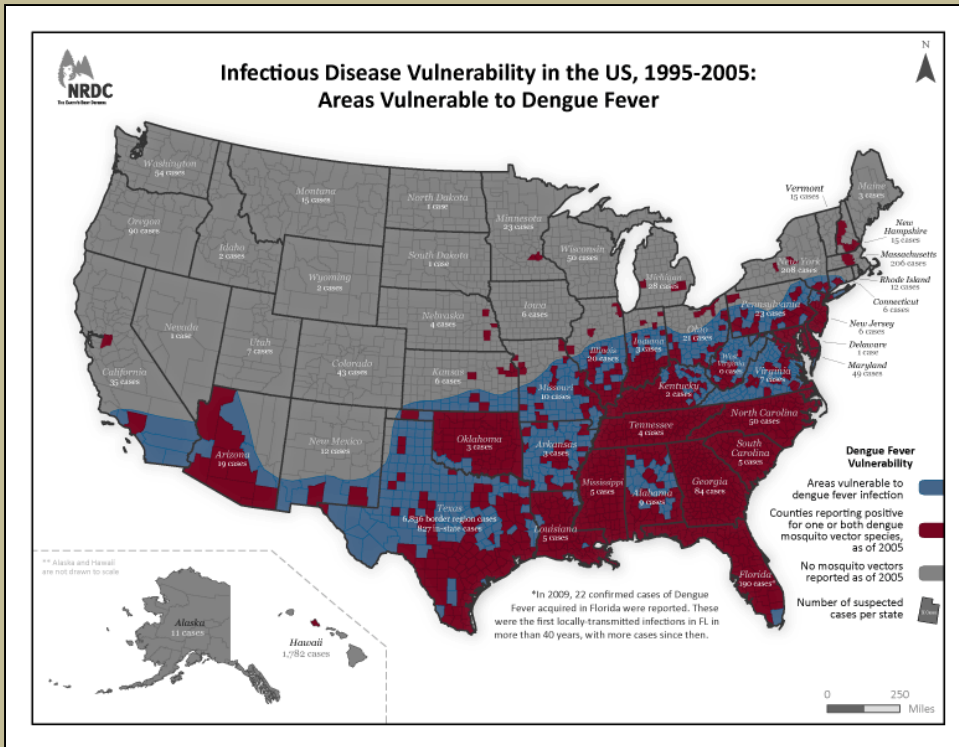 N
NRDC
THE EARTH'S BEST DEFENSE
Infectious Disease Vulnerability in the US, 1995-2005:
Areas Vulnerable to Dengue Fever
Washington
54 cases
Montana
15 cases
North Dakota
1 case
Minnesota
23 cases
Vermont
15 cases
Maine
3 cases
Oregon
90 cases
Idaho
2 cases
South Dakota
1 case
Wisconsin
50 cases
New
Hampshire
15 cases
Massachusetts
206 cases
Wyoming
2 cases
Michigan
28 cases
New York
208 cases
Rhode Island
12 cases
Connecticut
6 cases
Nebraska
4 cases
Iowa
6 cases
Pennsylvania
23 cases
New Jersey
6 cases
Nevada
1 case
Utah
7 cases
Ohio
21 cases
Indiana
3 cases
Illinois
20 cases
Delaware
1 case
Maryland
49 cases
California
35 cases
Colorado
43 cases
Kansas
6 cases
Missouri
10 cases
West
Virginia
0 cases
Virginia
7 cases
Kentucky
2 cases
North Carolina
50 cases
Tennessee
4 cases
Arizona
19 cases
New Mexico
12 cases
Oklahoma
3 cases
Arkansas
3 cases
South
Carolina
5 cases
Mississippi
5 cases
Alabama
9 cases
Georgia
84 cases
Texas
6,836 border region cases
827 in-state cases
Louisiana
5 cases
Florida
190 cases*
Dengue Fever
Vulnerability
Areas vulnerable to
dengue fever infection
Counties reporting positive
for one or both dengue
mosquito vector species,
as of 2005
No mosquito vectors
reported as of 2005
Number of suspected
cases per state
** Alaska and Hawaii
are not drawn to scale
*In 2009, 22 confirmed cases of Dengue
Fever acquired in Florida were reported. These
were the first locally-transmitted infections in FL in
more than 40 years, with more cases since then.
Alaska
11 cases
Hawaii
1,782 cases
0 250
Miles